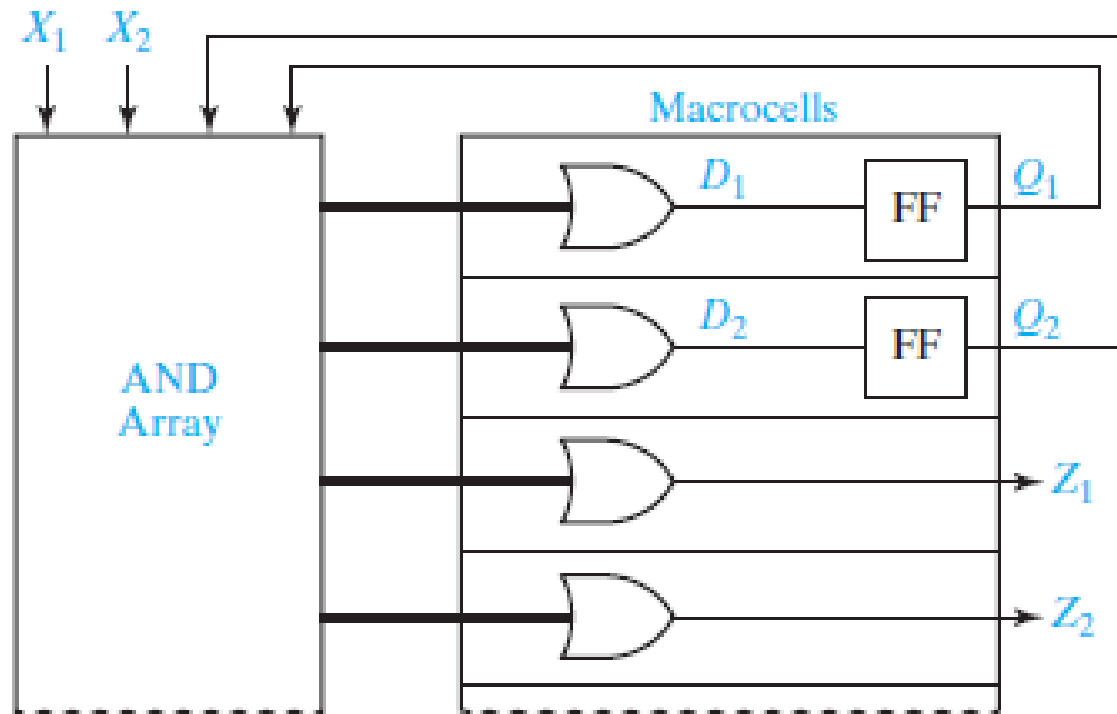 X₁ X₂
Macrocells
D₁ FF Q₁
D₂ FF Q₂
AND
Array
Z₁
Z₂